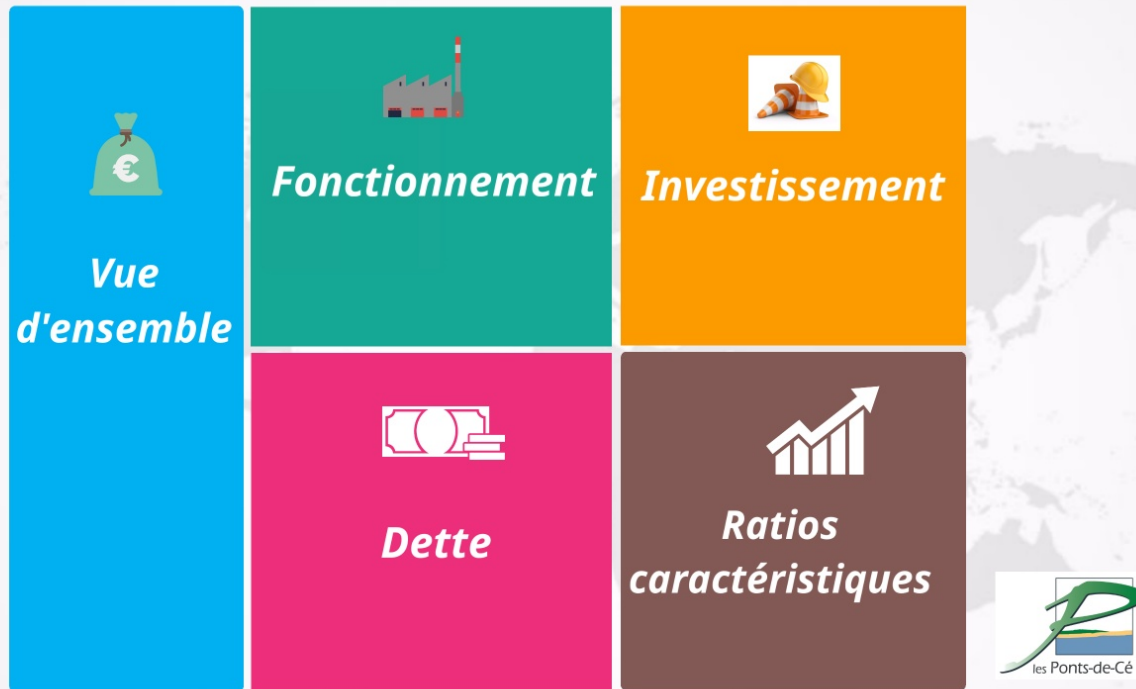 €
Vue
d'ensemble
Fonctionnement
Investissement
Dette
Ratios
caractéristiques
les Ponts-de-Cé